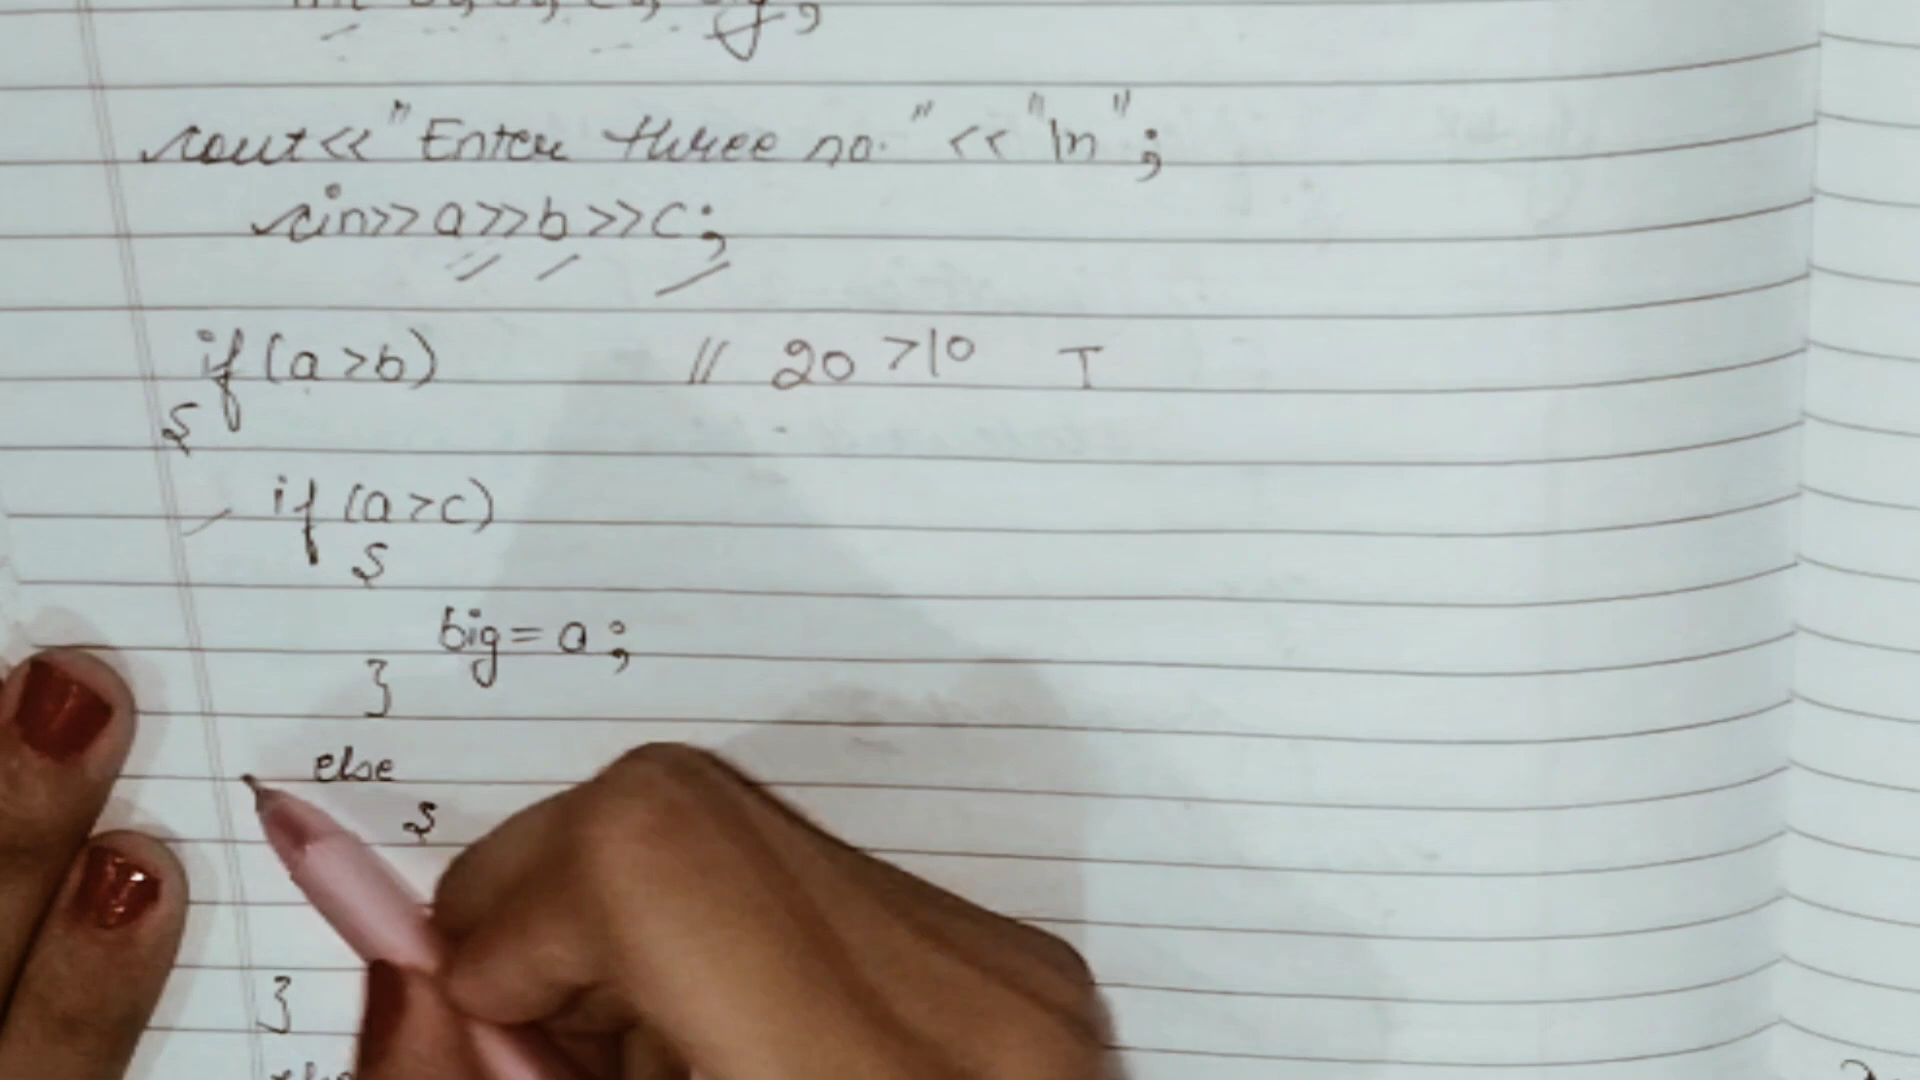 cout<<"Enter three no."<<"\n";
cin>>a>>b>>c;
if(a>b) // 20 >10 T
{
if (a>c)
{
big=a;
}
else
{
}